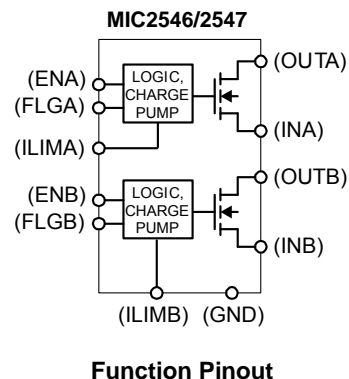 MIC2546/2547
(OUTA)
(ENA)
LOGIC,
CHARGE
PUMP
(FLGA)
(INA)
(ILIMA)
(OUTB)
(ENB)
LOGIC,
CHARGE
PUMP
(FLGB)
(INB)
(ILIMB) (GND)
Function Pinout